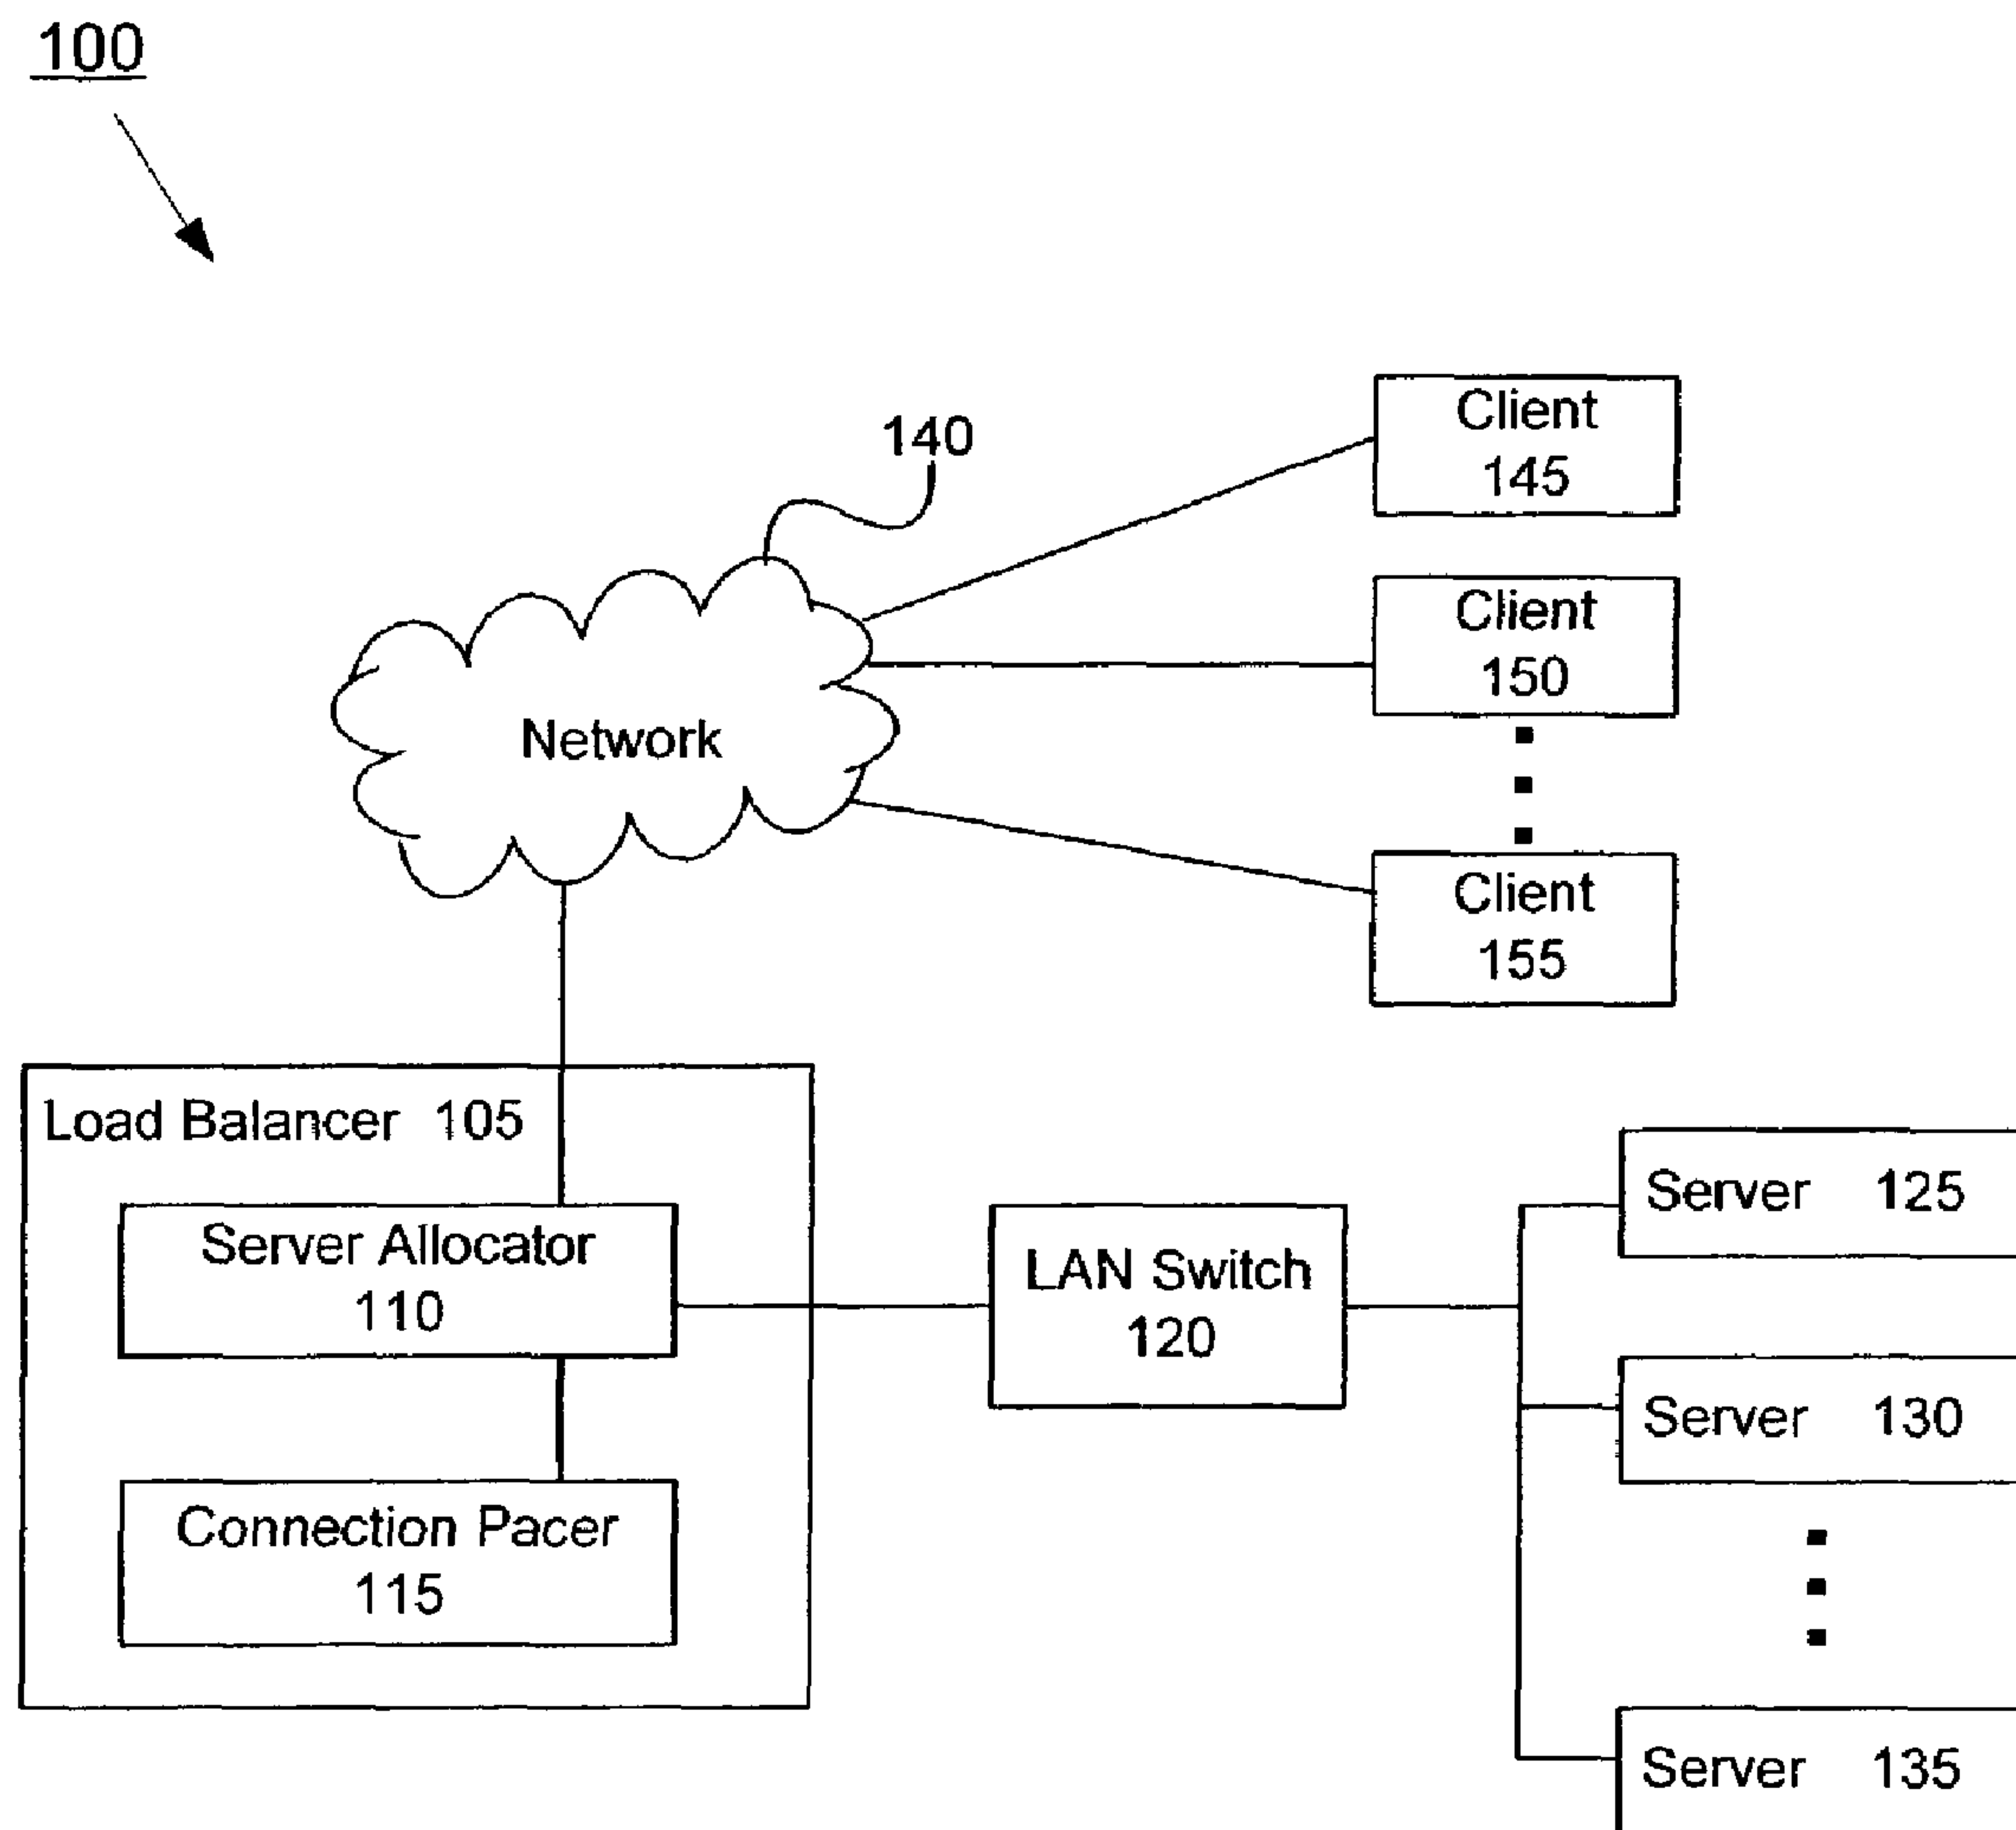 100
140
Client
145
Client
150
Network
Client
155
Load Balancer 105
Server Allocator
110
Connection Pacer
115
LAN Switch
120
Server 125
Server 130
Server 135